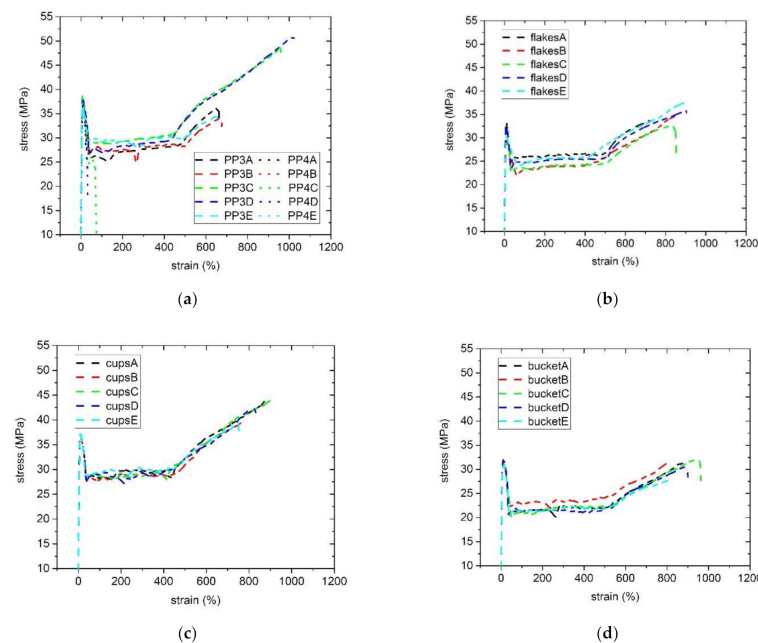 55
50
45
40
35
30
25
20
15
10
stress (MPa)
PP3A PP4A
PP3B PP4B
PP3C PP4C
PP3D PP4D
PP3E PP4E
0 200 400 600 800 1000 1200
strain (%)
(a)
55
50
45
40
35
30
25
20
15
10
stress (MPa)
flakesA
flakesB
flakesC
flakesD
flakesE
0 200 400 600 800 1000 1200
strain (%)
(b)
55
50
45
40
35
30
25
20
15
10
stress (MPa)
cupsA
cupsB
cupsC
cupsD
cupsE
0 200 400 600 800 1000 1200
strain (%)
(c)
55
50
45
40
35
30
25
20
15
10
stress (MPa)
bucketA
bucketB
bucketC
bucketD
bucketE
0 200 400 600 800 1000 1200
strain (%)
(d)